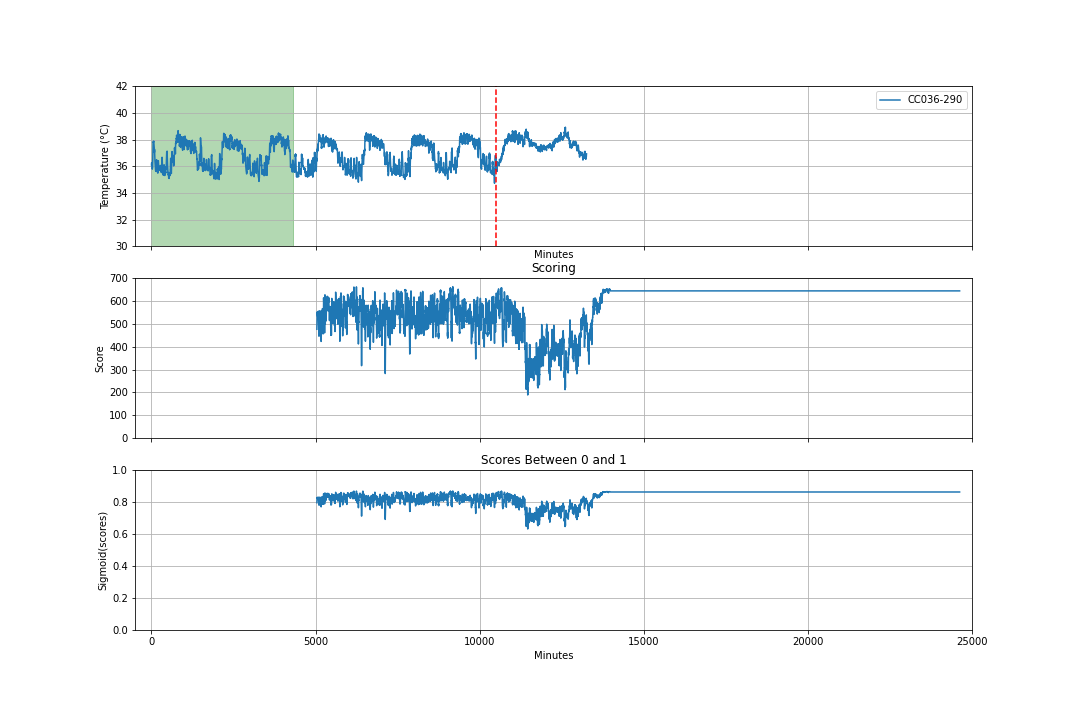 42
40
38
36
34
32
30
Temperature (°C)
CC036-290
Minutes
Scoring
700
600
500
400
300
200
100
0
Score
Scores Between 0 and 1
1.0
0.8
0.6
0.4
0.2
0.0
Sigmoid(scores)
0 5000 10000 15000 20000 25000
Minutes